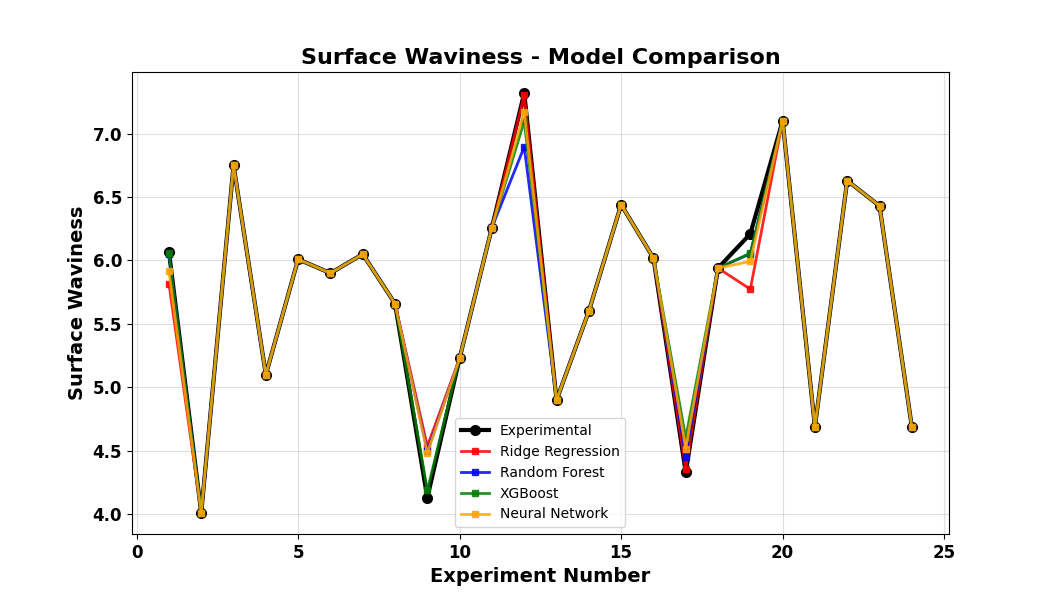 Surface Waviness - Model Comparison
Surface Waviness
7.0
6.5
6.0
5.5
5.0
4.5
4.0
Experimental
Ridge Regression
Random Forest
XGBoost
Neural Network
0 5 10 15 20 25
Experiment Number